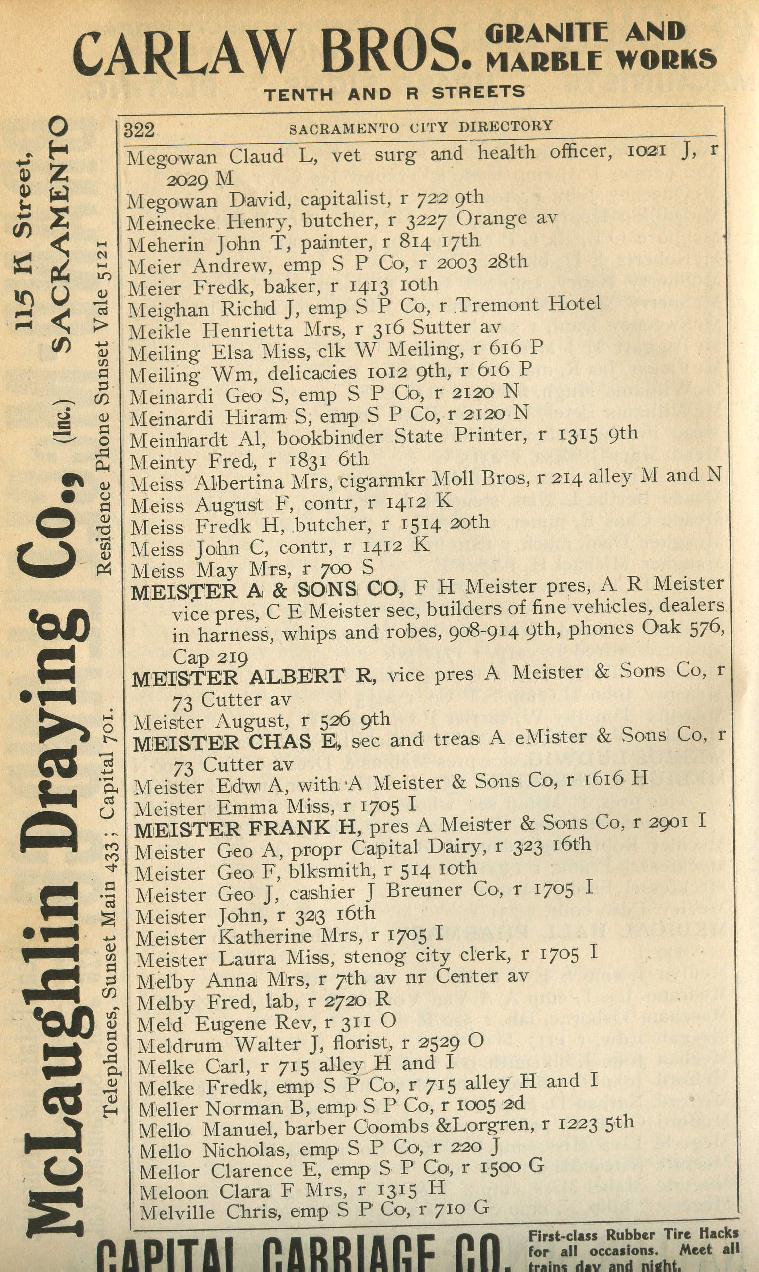 CARLAW BROS. GRANITE AND MARBLE WORKS
TENTH AND R STREETS
McLaughlin Draying Co., (Inc.) 115 K Street, SACRAMENTO
Telephones, Sunset Main 433; Capital 701. Residence Phone Sunset Vale 5121
322 SACRAMENTO CITY DIRECTORY
Megowan Claud L, vet surg and health officer, 1021 J, r
2029 M
Megowan David, capitalist, r 722 9th
Meinecke Henry, butcher, r 3227 Orange av
Meherin John T, painter, r 814 17th
Meier Andrew, emp S P Co, r 2003 28th
Meier Fredk, baker, r 1413 10th
Meighan Richd J, emp S P Co, r Tremont Hotel
Meikle Henrietta Mrs, r 316 Sutter av
Meiling Elsa Miss, clk W Meiling, r 616 P
Meiling Wm, delicacies 1012 9th, r 616 P
Meinardi Geo S, emp S P Co, r 2120 N
Meinardi Hiram S, emp S P Co, r 2120 N
Meinhardt Al, bookbinder State Printer, r 1315 9th
Meinty Fred, r 1831 6th
Meiss Albertina Mrs, cigarmkr Moll Bros, r 214 alley M and N
Meiss August F, contr, r 1412 K
Meiss Fredk H, butcher, r 1514 20th
Meiss John C, contr, r 1412 K
Meiss May Mrs, r 700 S
MEISTER A & SONS CO, F H Meister pres, A R Meister
vice pres, C E Meister sec, builders of fine vehicles, dealers
in harness, whips and robes, 908-914 9th, phones Oak 576,
Cap 219
MEISTER ALBERT R, vice pres A Meister & Sons Co, r
73 Cutter av
Meister August, r 526 9th
MEISTER CHAS E, sec and treas A eMister & Sons Co, r
73 Cutter av
Meister Edw A, with A Meister & Sons Co, r 1616 H
Meister Emma Miss, r 1705 I
MEISTER FRANK H, pres A Meister & Sons Co, r 2901 I
Meister Geo A, propr Capital Dairy, r 323 16th
Meister Geo F, blksmith, r 514 10th
Meister Geo J, cashier J Breuner Co, r 1705 I
Meister John, r 323 16th
Meister Katherine Mrs, r 1705 I
Meister Laura Miss, stenog city clerk, r 1705 I
Melby Anna Mrs, r 7th av nr Center av
Melby Fred, lab, r 2720 R
Meld Eugene Rev, r 311 O
Meldrum Walter J, florist, r 2529 O
Melke Carl, r 715 alley H and I
Melke Fredk, emp S P Co, r 715 alley H and I
Meller Norman B, emp S P Co, r 1005 2d
Mello Manuel, barber Coombs &Lorgren, r 1223 5th
Mello Nicholas, emp S P Co, r 220 J
Mellor Clarence E, emp S P Co, r 1500 G
Meloon Clara F Mrs, r 1315 H
Melville Chris, emp S P Co, r 710 G
CAPITAL CARRIAGE CO.
First-class Rubber Tire Hacks
for all occasions. Meet all
trains day and night.